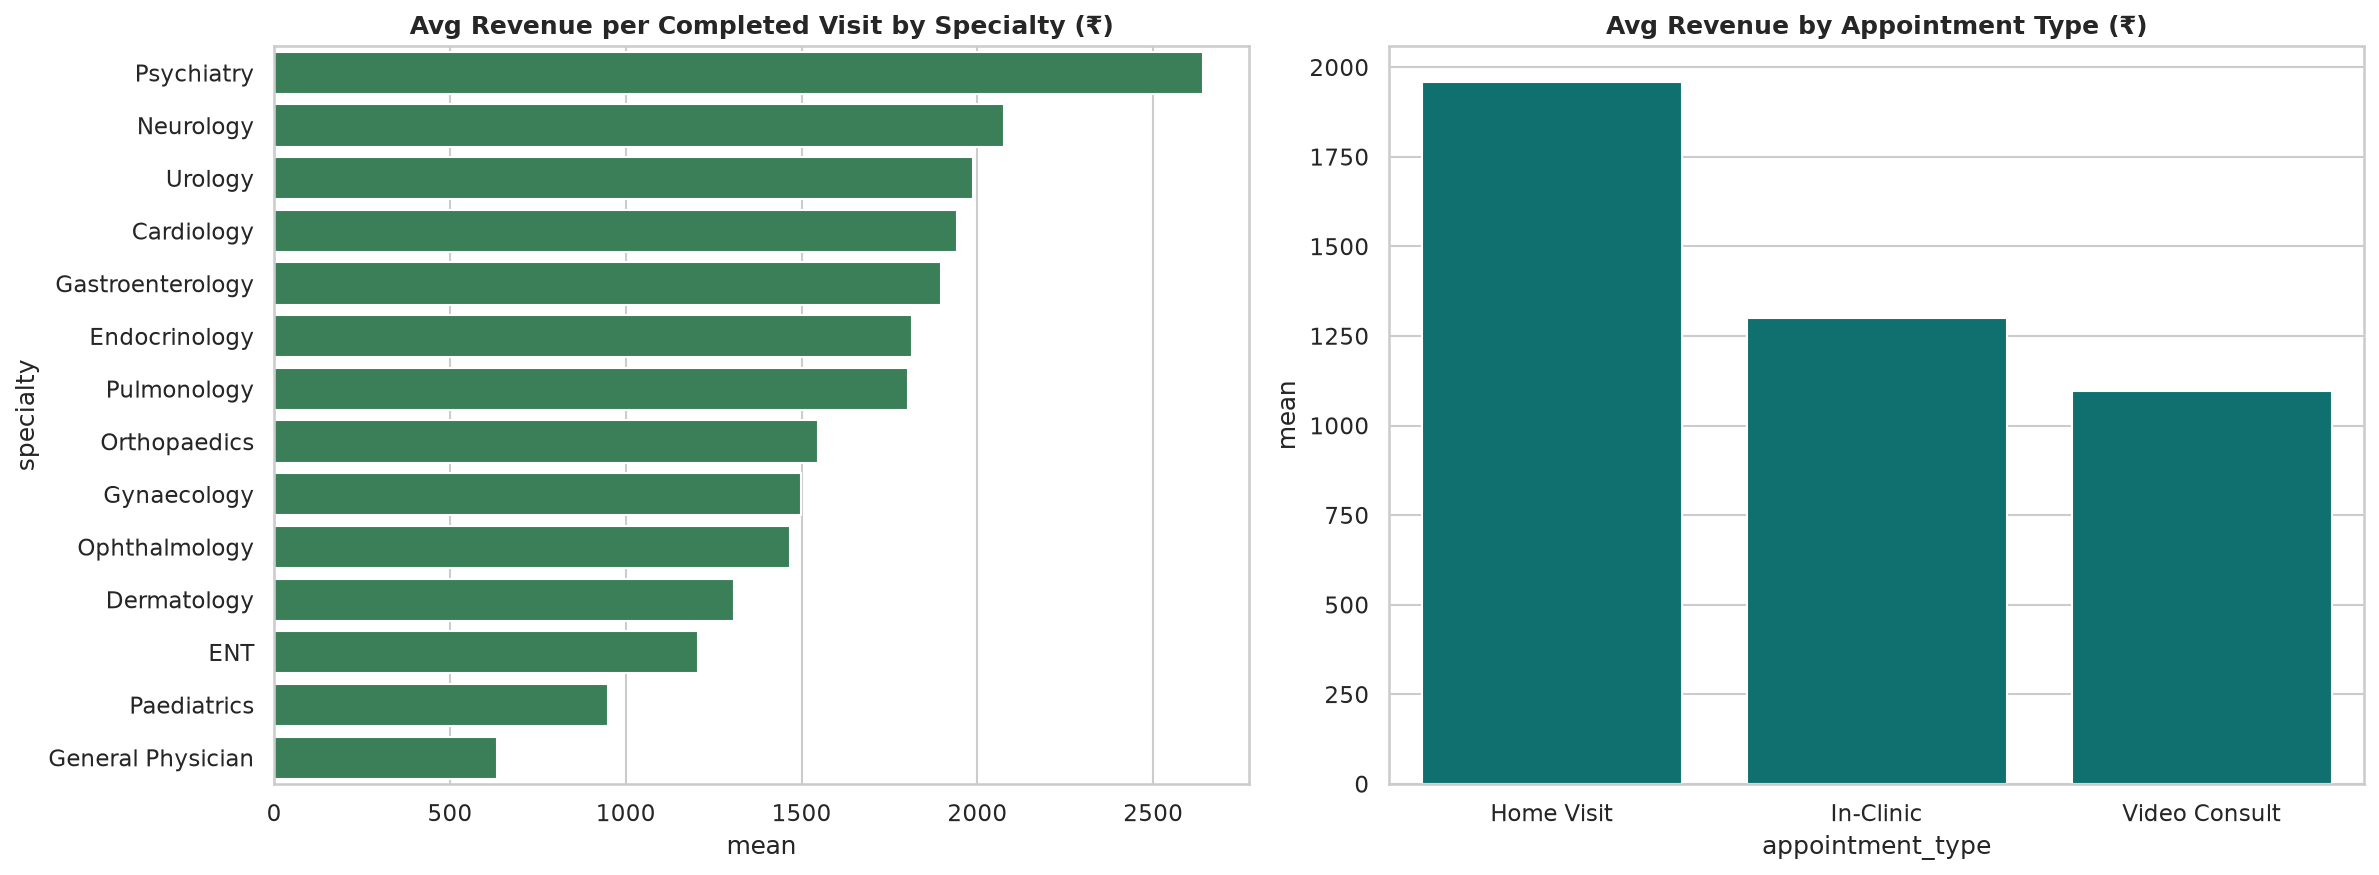 Avg Revenue per Completed Visit by Specialty (₹)
specialty
Psychiatry
Neurology
Urology
Cardiology
Gastroenterology
Endocrinology
Pulmonology
Orthopaedics
Gynaecology
Ophthalmology
Dermatology
ENT
Paediatrics
General Physician
0 500 1000 1500 2000 2500
mean
Avg Revenue by Appointment Type (₹)
mean
2000
1750
1500
1250
1000
750
500
250
0
Home Visit In-Clinic Video Consult
appointment_type